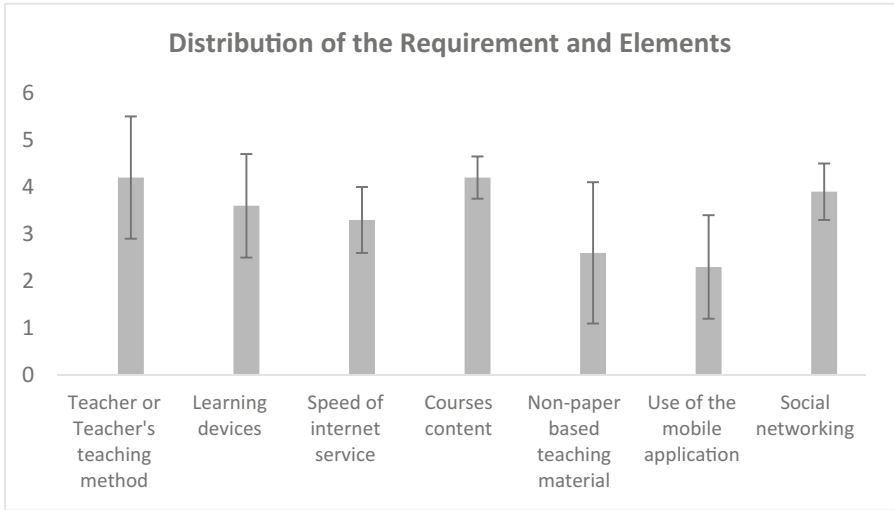 Distribution of the Requirement and Elements
6
5
4
3
2
1
0
Teacher or
Teacher's
teaching
method
Learning
devices
Speed of
internet
service
Courses
content
Non-paper
based
teaching
material
Use of the
mobile
application
Social
networking